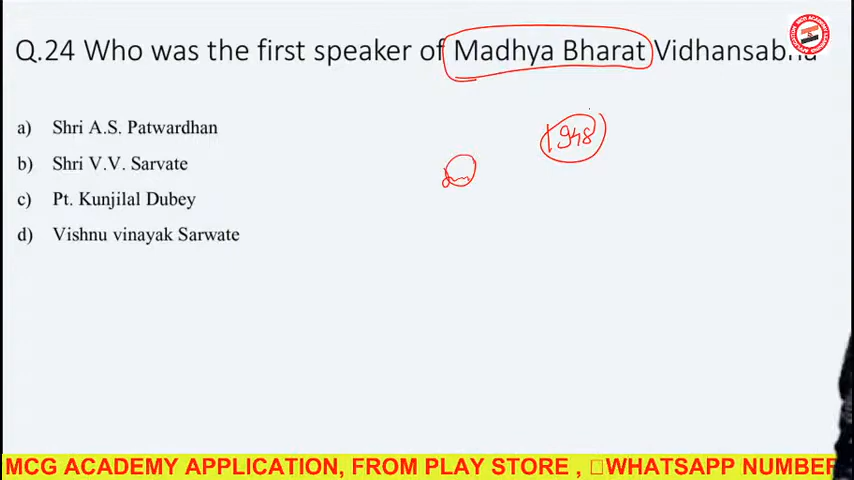 Q.24 Who was the first speaker of Madhya Bharat Vidhansabha
a) Shri A.S. Patwardhan
1948
b) Shri V.V. Sarvate
c) Pt. Kunjilal Dubey
d) Vishnu vinayak Sarwate
MCG ACADEMY APPLICATION, FROM PLAY STORE , WHATSAPP NUMBER